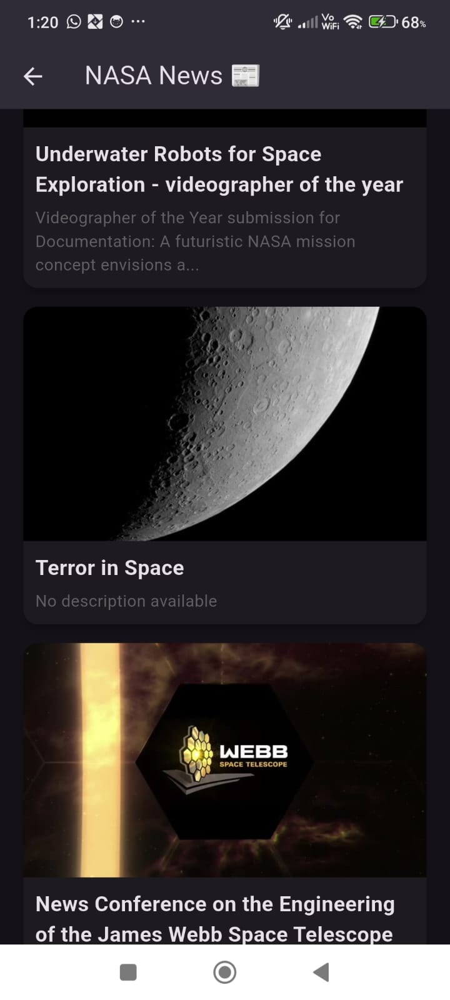 1:20
Vo
WiFi
68%
NASA News
Underwater Robots for Space
Exploration - videographer of the year
Videographer of the Year submission for
Documentation: A futuristic NASA mission
concept envisions a...
Terror in Space
No description available
WEBB
SPACE TELESCOPE
News Conference on the Engineering
of the James Webb Space Telescope